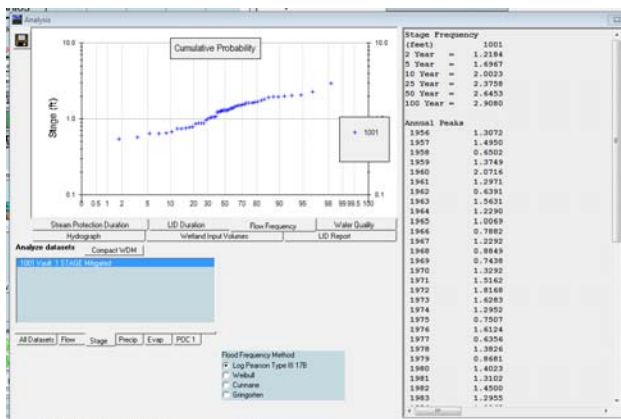 Analysis
Cumulative Probability
10.0
10.0
1.0
1.0
0.1
0.1
Stage (ft)
1001
0.5 1 2 5 10 20 30 50 70 80 90 95 98 99 99.5 100
Stream Protection Duration
LID Duration
Flow Frequency
Water Quality
Hydrograph
Wetland Input Volumes
LID Report
Analyze datasets
Compact WDM
1001 Vault 1 STAGE Mitigated
All Datasets
Flow
Stage
Precip
Evap
POC 1
Flood Frequency Method
Log Pearson Type III 17B
Weibull
Cunnane
Gringorten
Stage Frequency
(feet) 1001
2 Year = 1.2184
5 Year = 1.6967
10 Year = 2.0023
25 Year = 2.3758
50 Year = 2.6453
100 Year = 2.9080
Annual Peaks
1956 1.3072
1957 1.4950
1958 0.6502
1959 1.3749
1960 2.0716
1961 1.2971
1962 0.6391
1963 1.5631
1964 1.2290
1965 1.0069
1966 0.7882
1967 1.2292
1968 0.8849
1969 0.7438
1970 1.3292
1971 1.5162
1972 1.8168
1973 1.6283
1974 1.2952
1975 0.7507
1976 1.6124
1977 0.6356
1978 1.3826
1979 0.8681
1980 1.4023
1981 1.3102
1982 1.4500
1983 1.2955